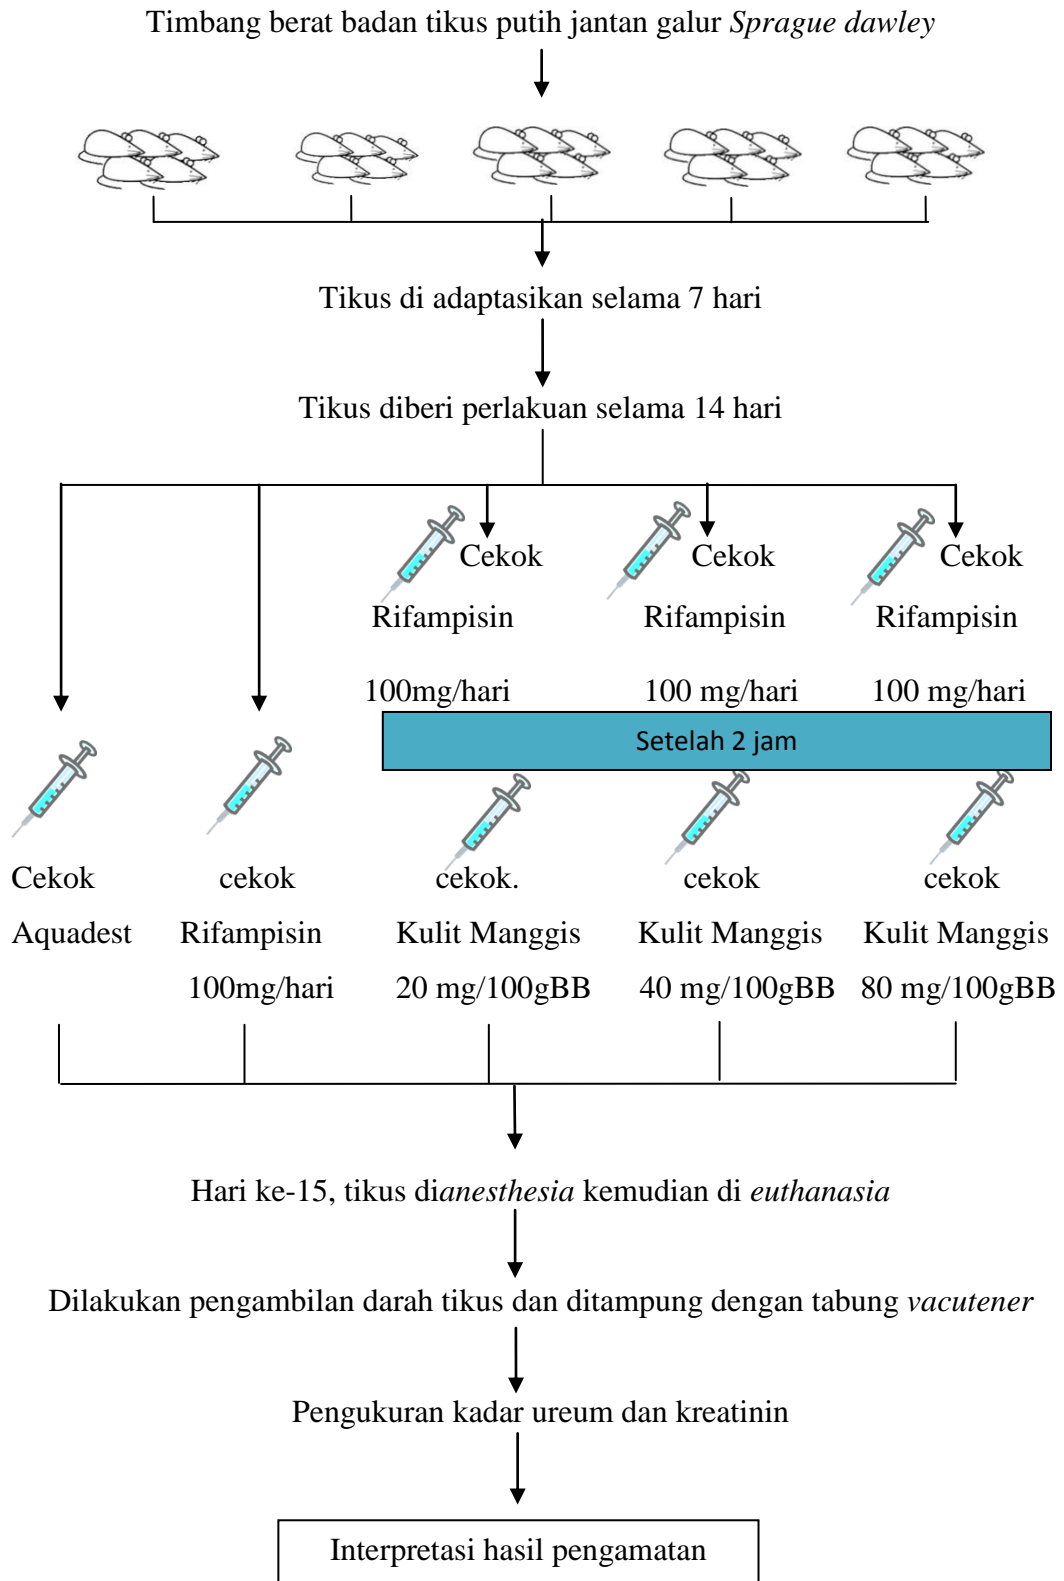 Timbang berat badan tikus putih jantan galur Sprague dawley
Tikus di adaptasikan selama 7 hari
Tikus diberi perlakuan selama 14 hari
Cekok Cekok Cekok
Rifampisin Rifampisin Rifampisin
100mg/hari 100 mg/hari 100 mg/hari
Setelah 2 jam
Cekok cekok cekok. cekok cekok
Aquadest Rifampisin Kulit Manggis Kulit Manggis Kulit Manggis
100mg/hari 20 mg/100gBB 40 mg/100gBB 80 mg/100gBB
Hari ke-15, tikus dianesthesia kemudian di euthanasia
Dilakukan pengambilan darah tikus dan ditampung dengan tabung vacutener
Pengukuran kadar ureum dan kreatinin
Interpretasi hasil pengamatan